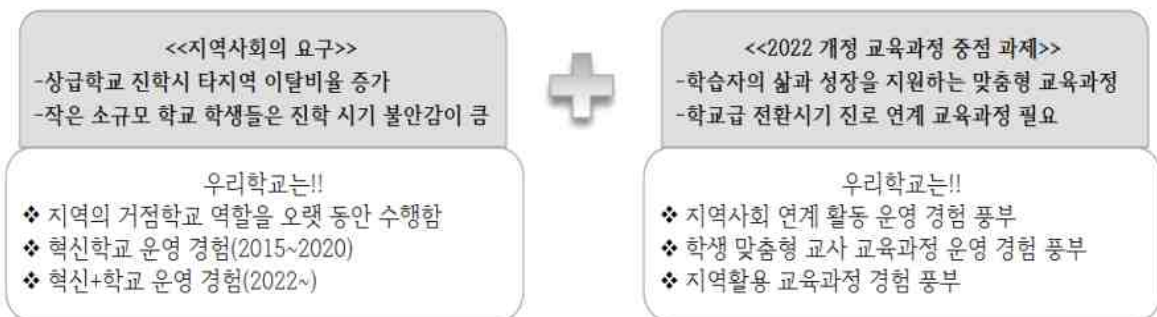 <<지역사회의 요구>>
-상급학교 진학시 타지역 이탈비율 증가
-작은 소규모 학교 학생들은 진학 시기 불안감이 큼
우리학교는!!
❖ 지역의 거점학교 역할을 오랫 동안 수행함
❖ 혁신학교 운영 경험(2015~2020)
❖ 혁신+학교 운영 경험(2022~)
<<2022 개정 교육과정 중점 과제>>
-학습자의 삶과 성장을 지원하는 맞춤형 교육과정
-학교급 전환시기 진로 연계 교육과정 필요
우리학교는!!
❖ 지역사회 연계 활동 운영 경험 풍부
❖ 학생 맞춤형 교사 교육과정 운영 경험 풍부
❖ 지역활용 교육과정 경험 풍부